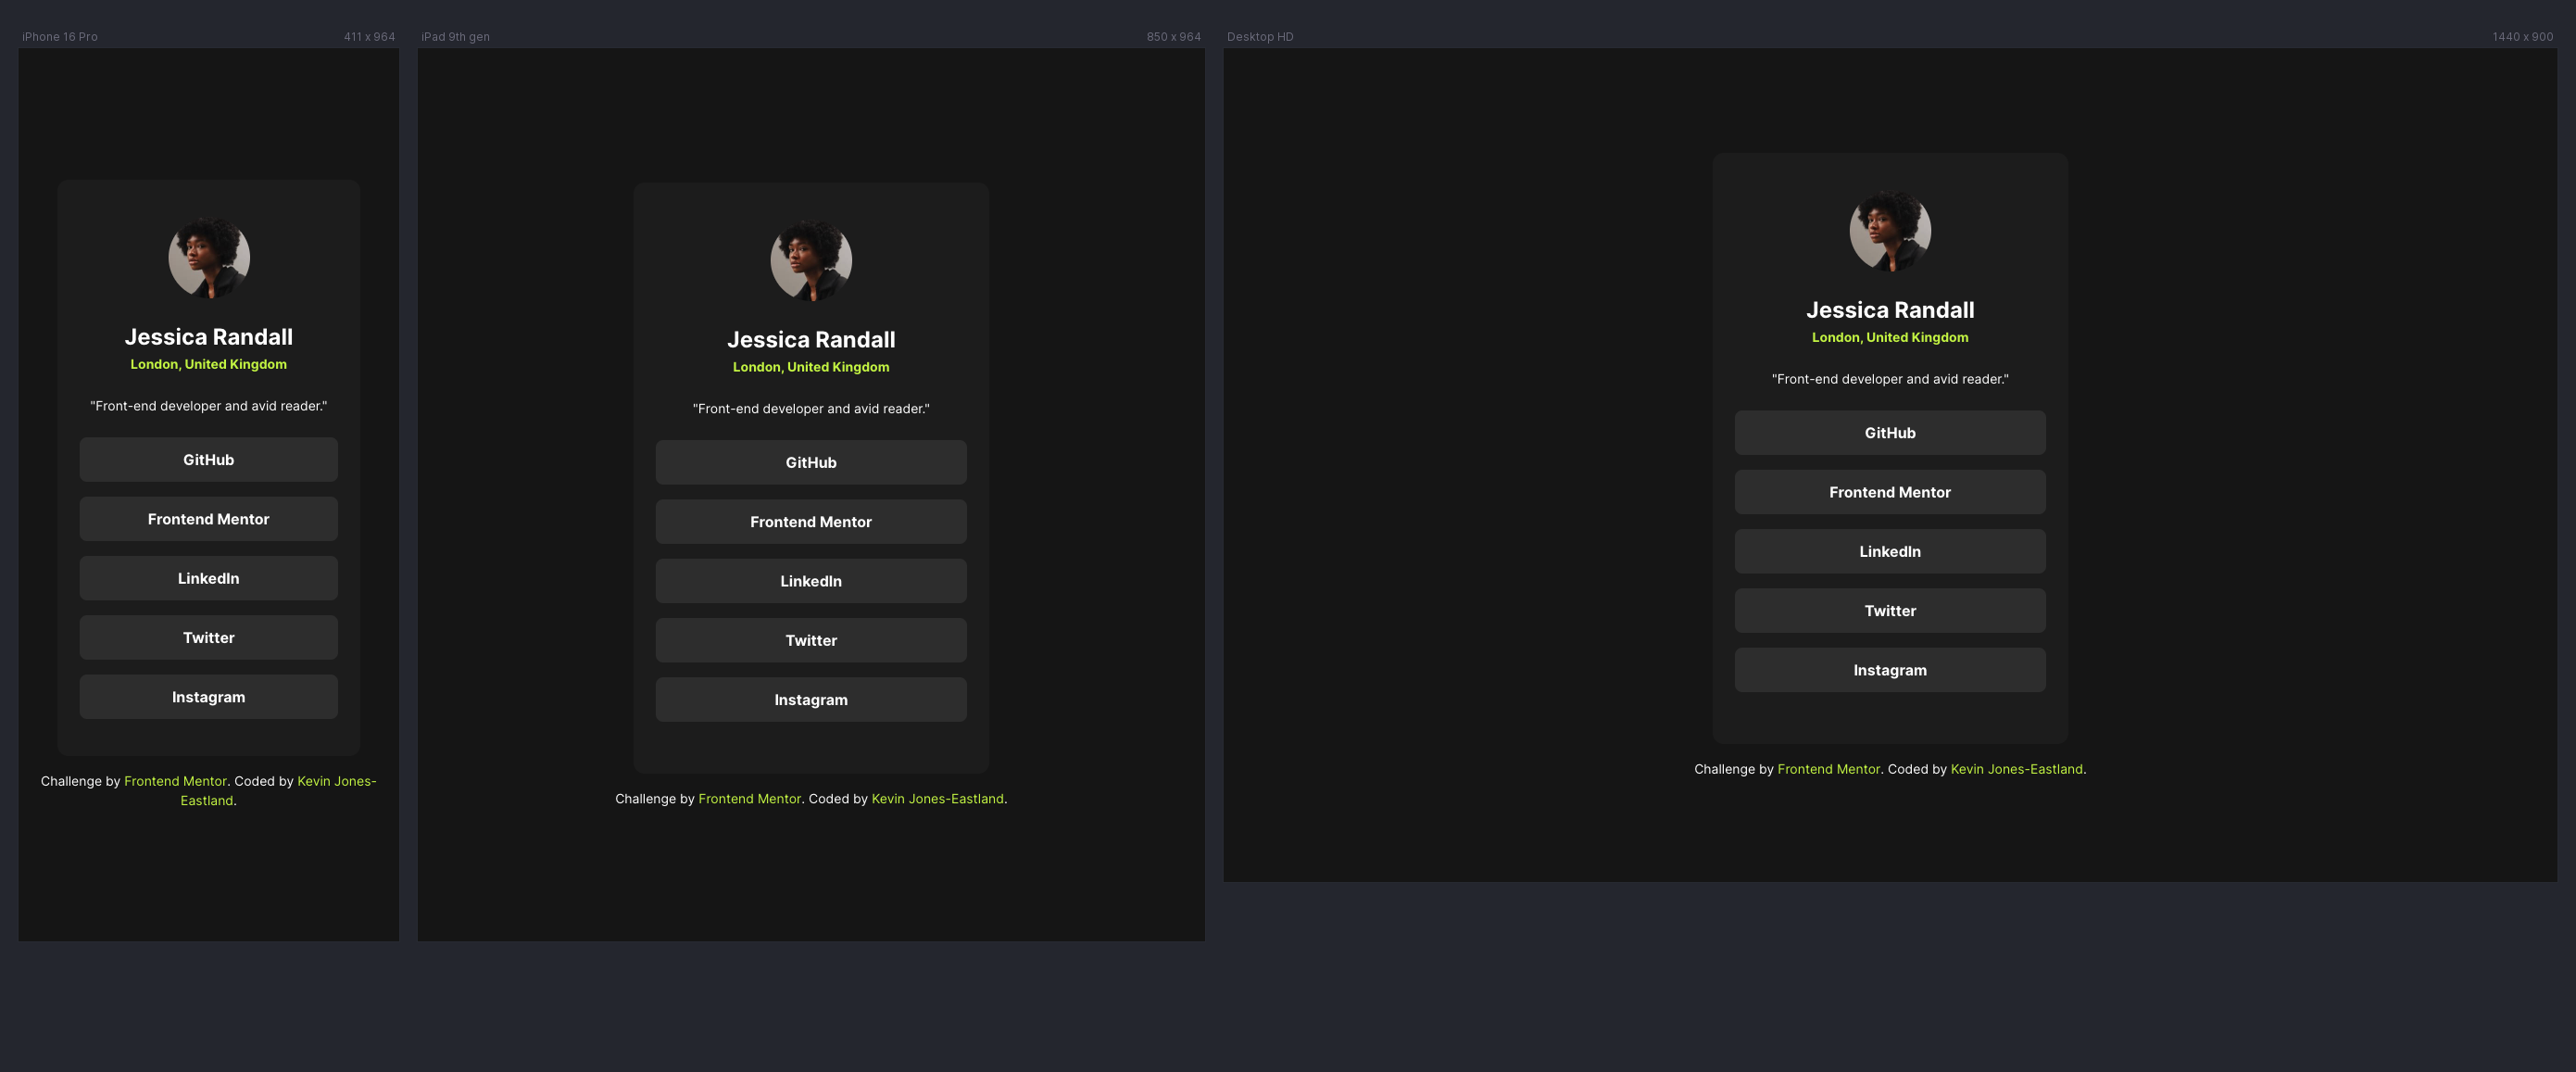 iPhone 16 Pro
411 x 964
Jessica Randall
London, United Kingdom
"Front-end developer and avid reader."
GitHub
Frontend Mentor
LinkedIn
Twitter
Instagram
Challenge by Frontend Mentor. Coded by Kevin Jones-
Eastland.
iPad 9th gen
850 x 964
Jessica Randall
London, United Kingdom
"Front-end developer and avid reader."
GitHub
Frontend Mentor
LinkedIn
Twitter
Instagram
Challenge by Frontend Mentor. Coded by Kevin Jones-Eastland.
Desktop HD
1440 x 900
Jessica Randall
London, United Kingdom
"Front-end developer and avid reader."
GitHub
Frontend Mentor
LinkedIn
Twitter
Instagram
Challenge by Frontend Mentor. Coded by Kevin Jones-Eastland.